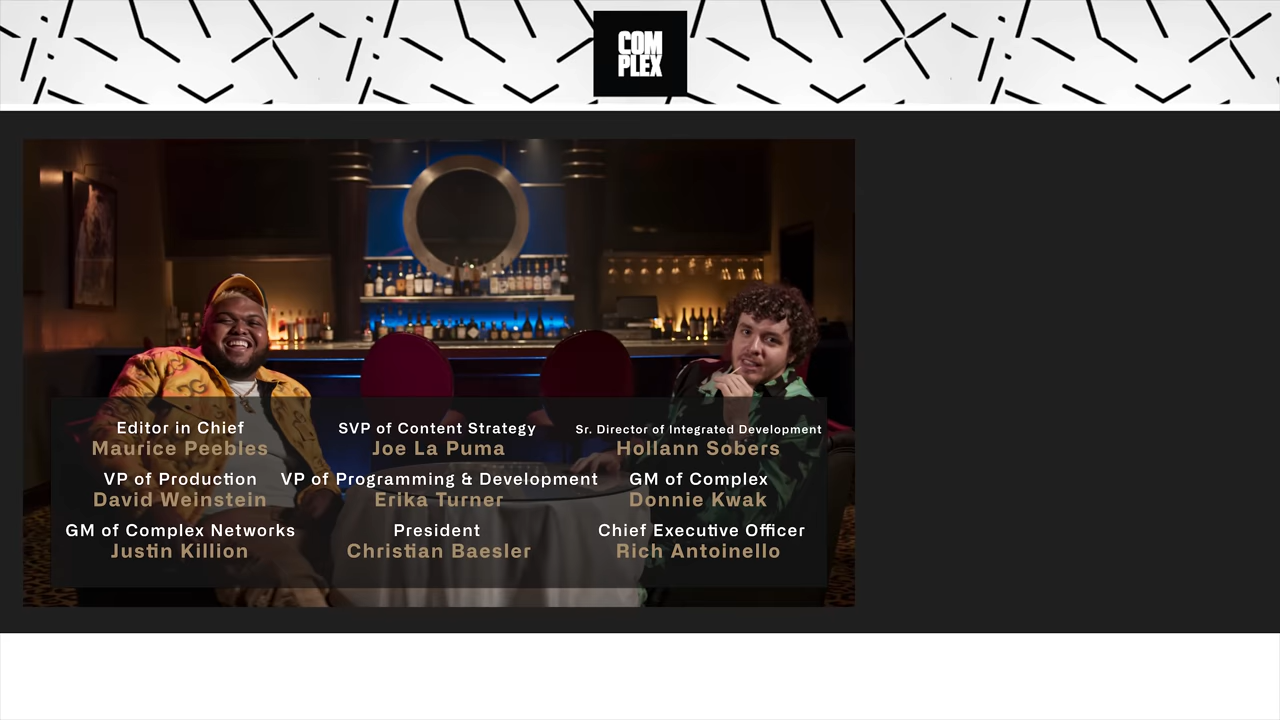 COM
PLEX
Editor in Chief
Maurice Peebles
SVP of Content Strategy
Joe La Puma
Sr. Director of Integrated Development
Hollann Sobers
VP of Production
David Weinstein
VP of Programming & Development
Erika Turner
GM of Complex
Donnie Kwak
GM of Complex Networks
Justin Killion
President
Christian Baesler
Chief Executive Officer
Rich Antoinello